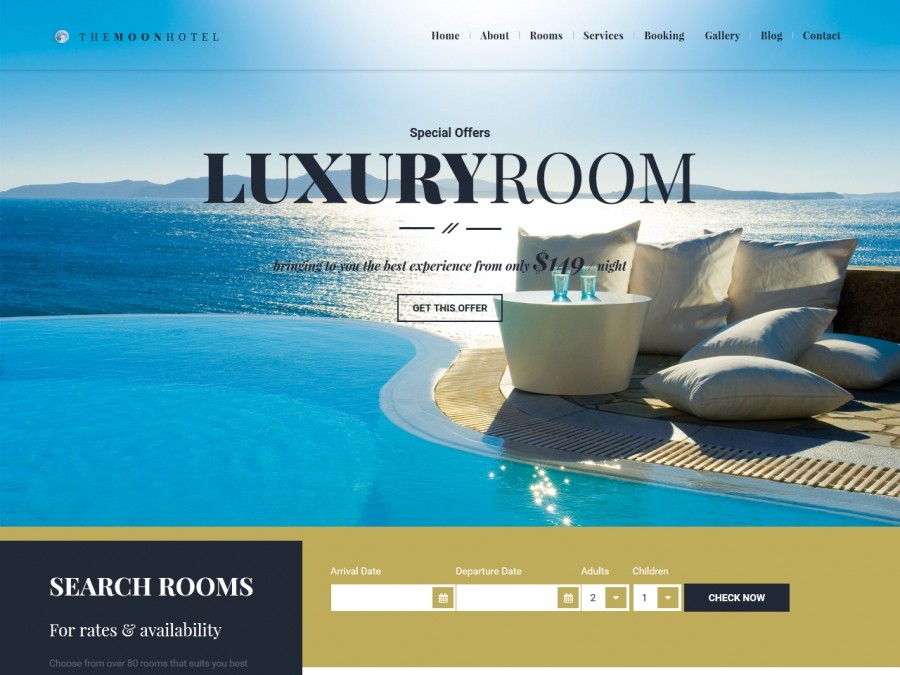 THEMOONHOTEL
Home About Rooms Services Booking Gallery Blog Contact
Special Offers
LUXURYROOM
bringing to you the best experience from only $149 / night
GET THIS OFFER
SEARCH ROOMS
For rates & availability
Choose from over 80 rooms that suits you best
Arrival Date Departure Date Adults Children
2 1 CHECK NOW